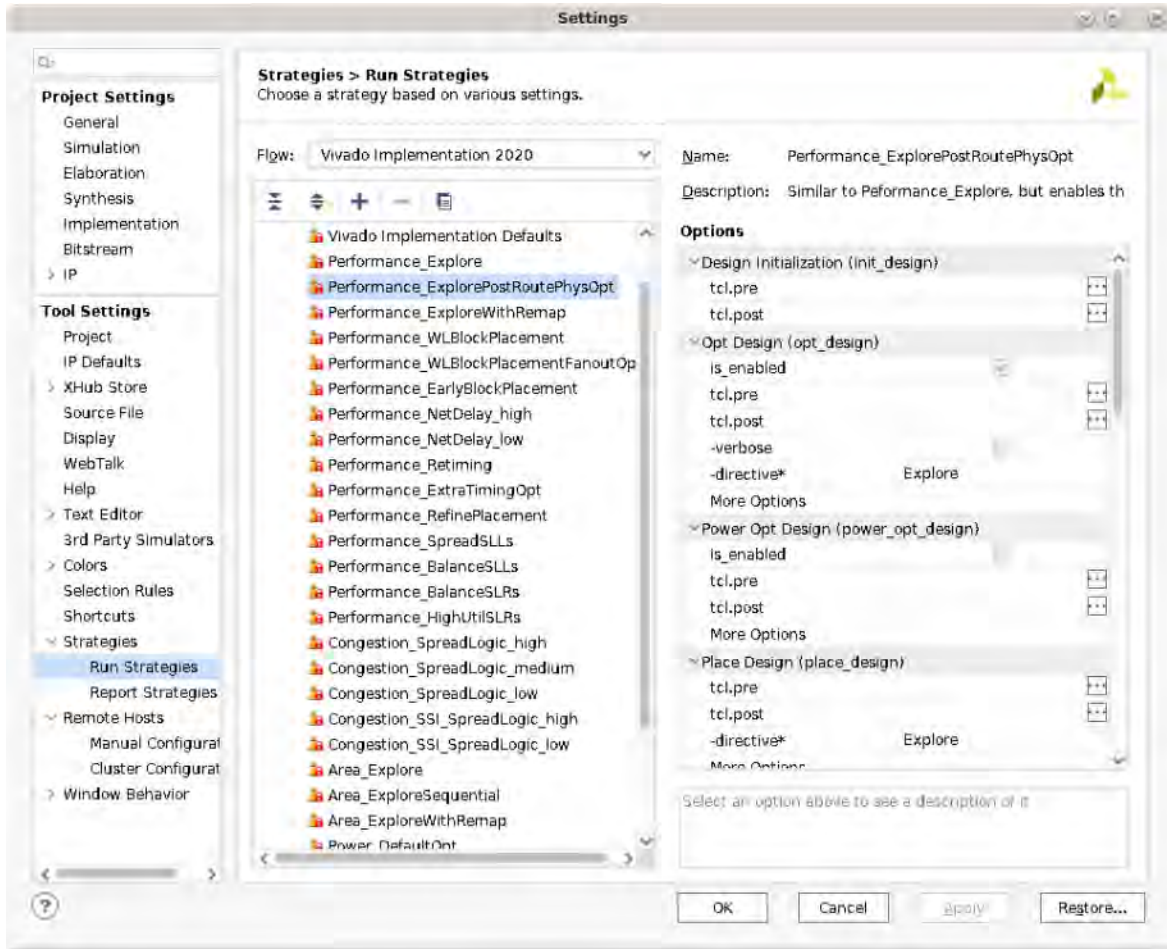 Settings
Project Settings
General
Simulation
Elaboration
Synthesis
Implementation
Bitstream
IP
Tool Settings
Project
IP Defaults
XHub Store
Source File
Display
WebTalk
Help
Text Editor
3rd Party Simulators
Colors
Selection Rules
Shortcuts
Strategies
Run Strategies
Report Strategies
Remote Hosts
Manual Configurat
Cluster Configurat
Window Behavior
Strategies > Run Strategies
Choose a strategy based on various settings.
Flow: Vivado Implementation 2020
Vivado Implementation Defaults
Performance_Explore
Performance_ExplorePostRoutePhysOpt
Performance_ExploreWithRemap
Performance_WLBlockPlacement
Performance_WLBlockPlacementFanoutOp
Performance_EarlyBlockPlacement
Performance_NetDelay_high
Performance_NetDelay_low
Performance_Retiming
Performance_ExtraTimingOpt
Performance_RefinePlacement
Performance_SpreadSLLs
Performance_BalanceSLLs
Performance_BalanceSLRs
Performance_HighUtilSLRs
Congestion_SpreadLogic_high
Congestion_SpreadLogic_medium
Congestion_SpreadLogic_low
Congestion_SSI_SpreadLogic_high
Congestion_SSI_SpreadLogic_low
Area_Explore
Area_ExploreSequential
Area_ExploreWithRemap
Power_DefaultOpt
Name: Performance_ExplorePostRoutePhysOpt
Description: Similar to Peformance_Explore, but enables th
Options
Design Initialization (init_design)
tcl.pre
tcl.post
Opt Design (opt_design)
is_enabled
tcl.pre
tcl.post
-verbose
-directive* Explore
More Options
Power Opt Design (power_opt_design)
is_enabled
tcl.pre
tcl.post
More Options
Place Design (place_design)
tcl.pre
tcl.post
-directive* Explore
More Options
Select an option above to see a description of it
? OK Cancel Apply Restore...